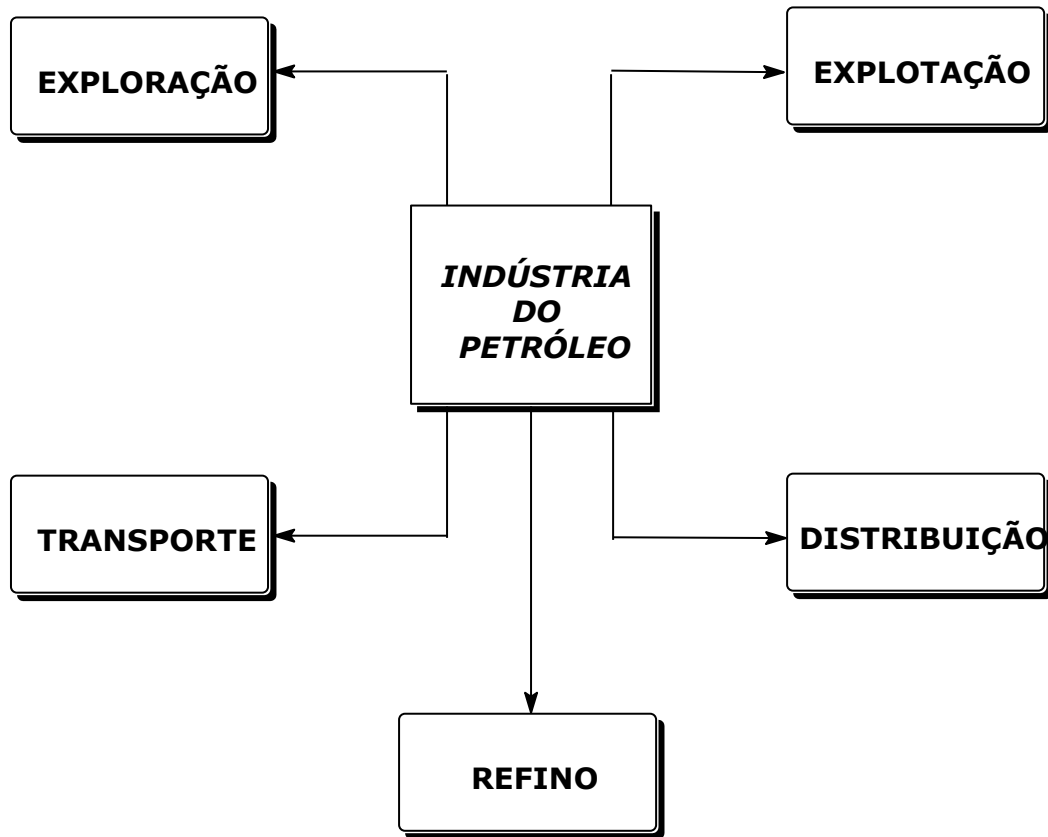 EXPLORAÇÃO
EXPLOTAÇÃO
INDÚSTRIA
DO
PETRÓLEO
TRANSPORTE
DISTRIBUIÇÃO
REFINO